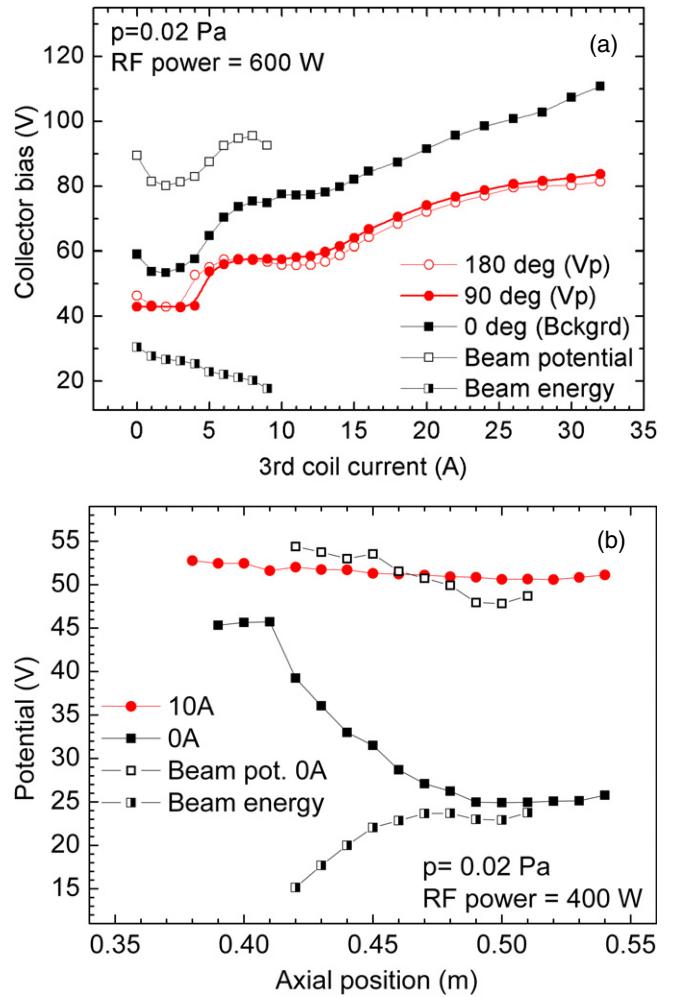 p=0.02 Pa
RF power = 600 W
(a)
120
100
80
60
40
20
Collector bias (V)
180 deg (Vp)
90 deg (Vp)
0 deg (Bckgrd)
Beam potential
Beam energy
0 5 10 15 20 25 30 35
3rd coil current (A)
(b)
55
50
45
40
35
30
25
20
15
Potential (V)
10A
0A
Beam pot. 0A
Beam energy
p= 0.02 Pa
RF power = 400 W
0.35 0.40 0.45 0.50 0.55
Axial position (m)